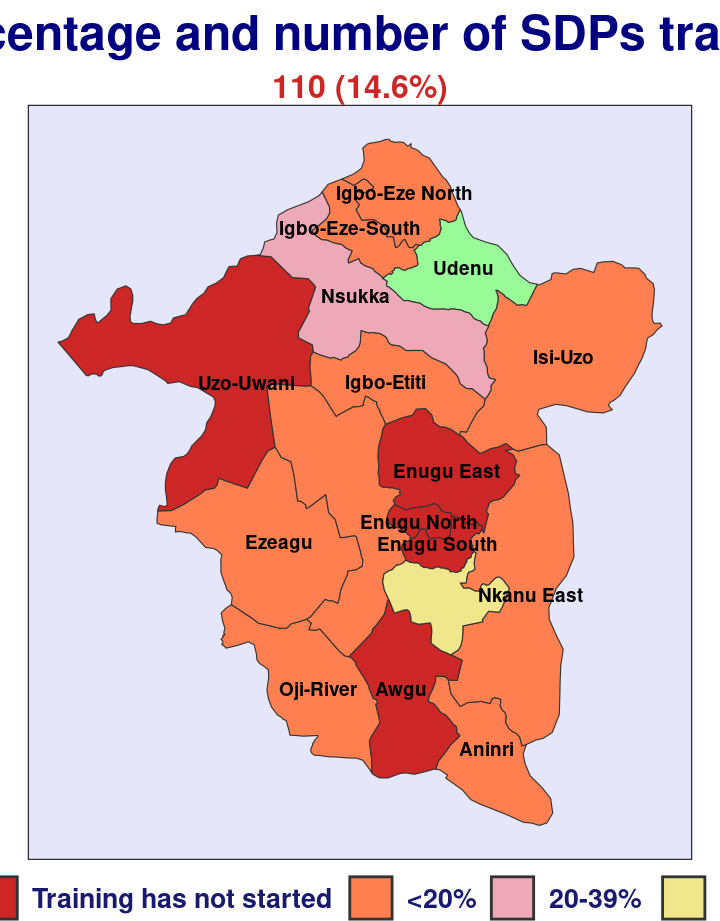 centage and number of SDPs tra
110 (14.6%)
Igbo-Eze North
Igbo-Eze-South
Udenu
Nsukka
Isi-Uzo
Uzo-Uwani
Igbo-Etiti
Enugu East
Enugu North
Ezeagu
Enugu South
Nkanu East
Oji-River
Awgu
Aninri
Training has not started <20% 20-39%